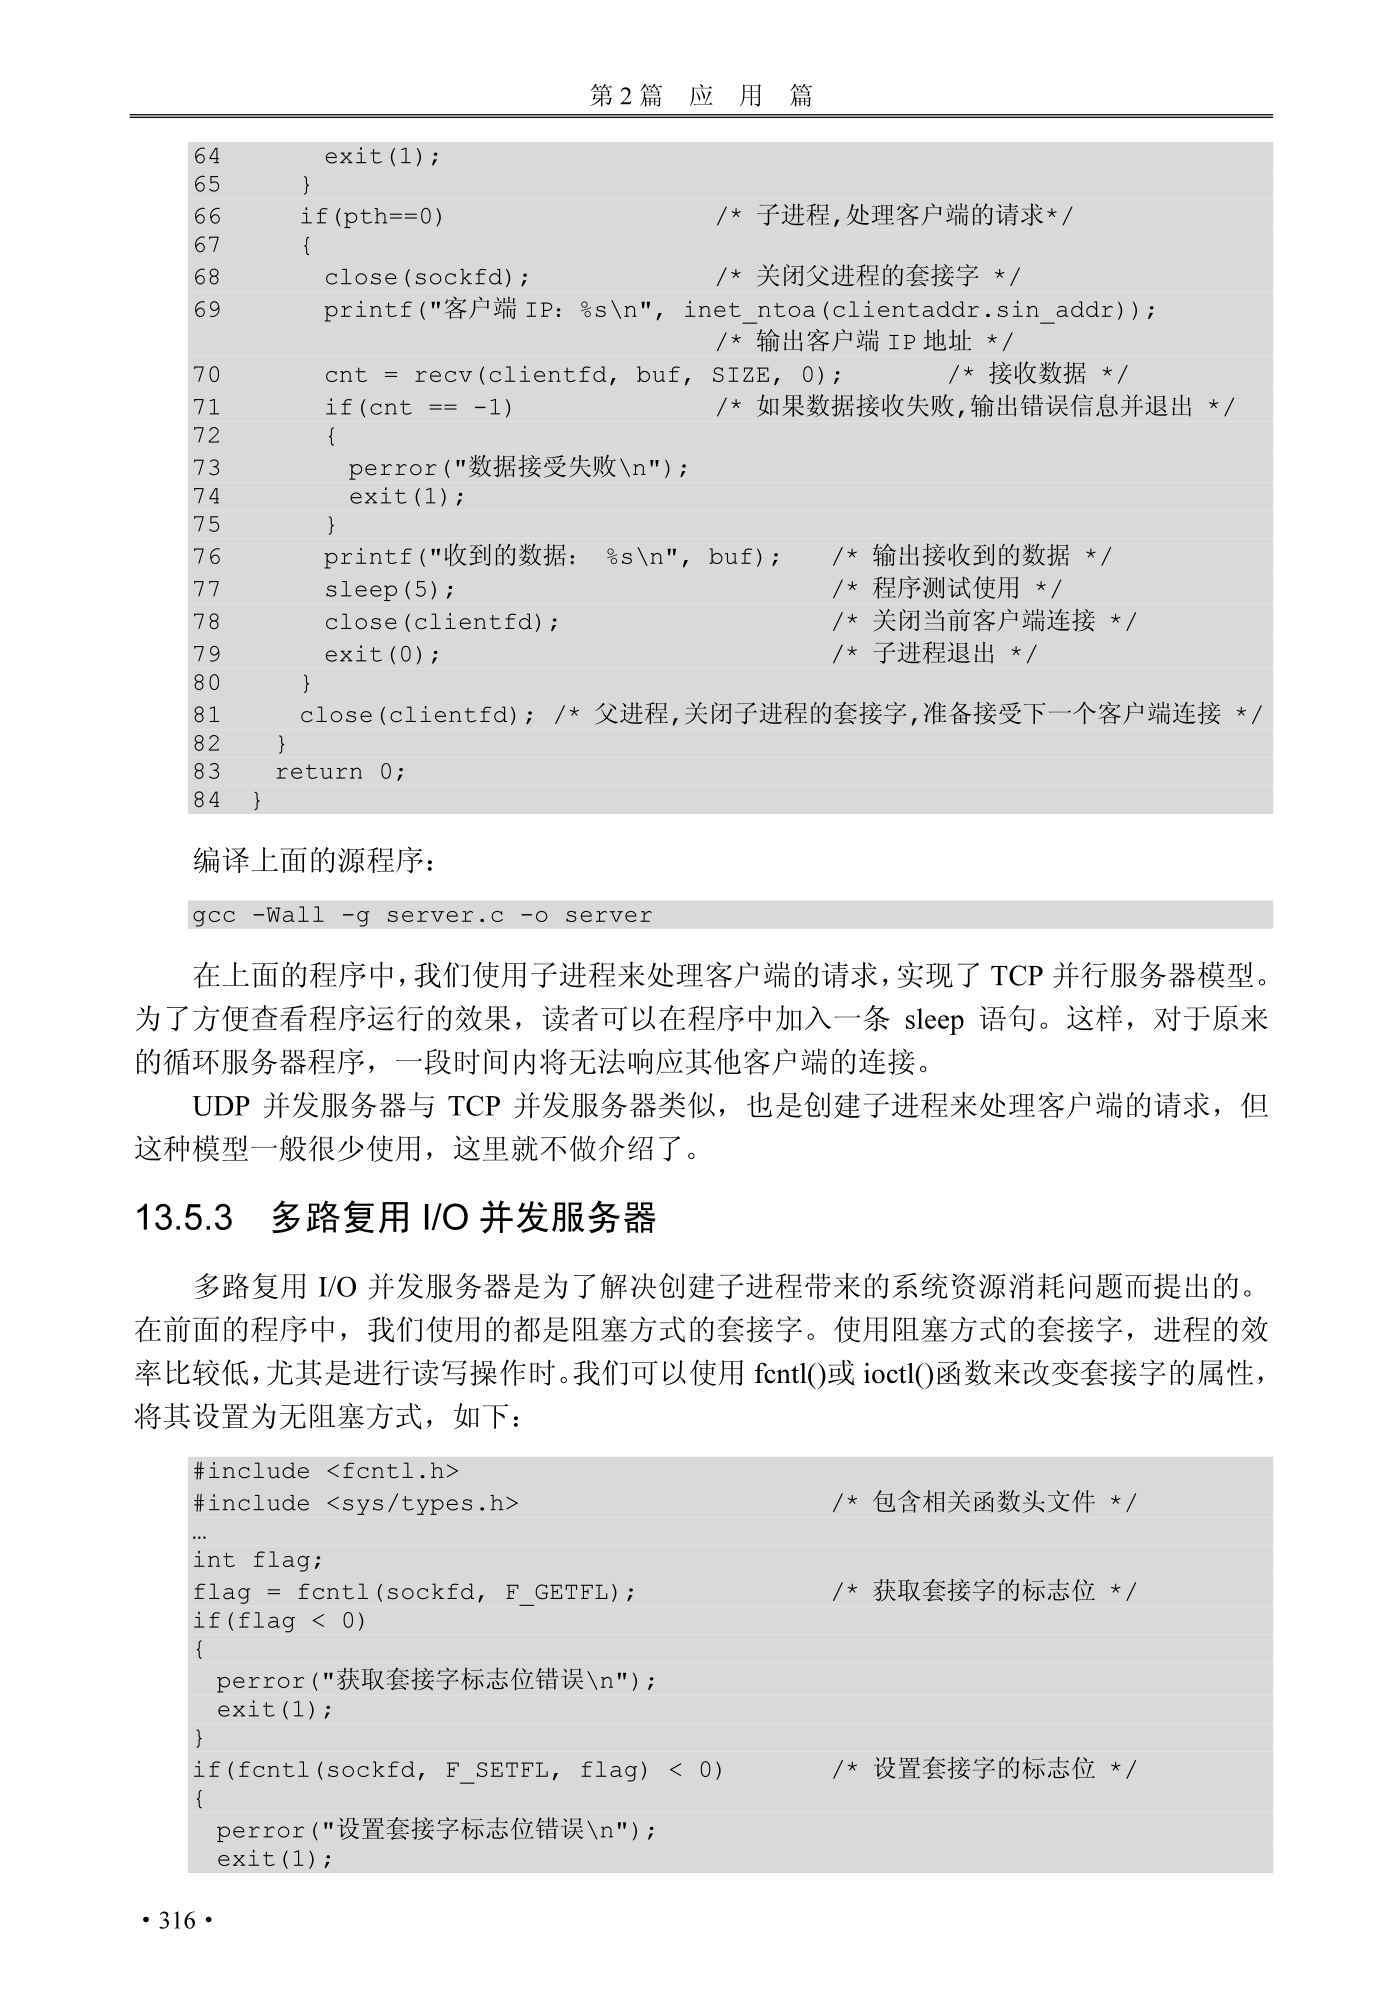 第 2 篇 应 用 篇
64 exit(1);
65 }
66 if(pth==0) /* 子进程,处理客户端的请求*/
67 {
68 close(sockfd); /* 关闭父进程的套接字 */
69 printf("客户端 IP: %s\n", inet_ntoa(clientaddr.sin_addr));
/* 输出客户端 IP 地址 */
70 cnt = recv(clientfd, buf, SIZE, 0); /* 接收数据 */
71 if(cnt == -1) /* 如果数据接收失败,输出错误信息并退出 */
72 {
73 perror("数据接受失败\n");
74 exit(1);
75 }
76 printf("收到的数据: %s\n", buf); /* 输出接收到的数据 */
77 sleep(5); /* 程序测试使用 */
78 close(clientfd); /* 关闭当前客户端连接 */
79 exit(0); /* 子进程退出 */
80 }
81 close(clientfd); /* 父进程,关闭子进程的套接字,准备接受下一个客户端连接 */
82 }
83 return 0;
84 }
编译上面的源程序：
gcc -Wall -g server.c -o server
在上面的程序中，我们使用子进程来处理客户端的请求，实现了 TCP 并行服务器模型。
为了方便查看程序运行的效果，读者可以在程序中加入一条 sleep 语句。这样，对于原来
的循环服务器程序，一段时间内将无法响应其他客户端的连接。
UDP 并发服务器与 TCP 并发服务器类似，也是创建子进程来处理客户端的请求，但
这种模型一般很少使用，这里就不做介绍了。
13.5.3 多路复用 I/O 并发服务器
多路复用 I/O 并发服务器是为了解决创建子进程带来的系统资源消耗问题而提出的。
在前面的程序中，我们使用的都是阻塞方式的套接字。使用阻塞方式的套接字，进程的效
率比较低，尤其是进行读写操作时。我们可以使用 fcntl()或 ioctl()函数来改变套接字的属性，
将其设置为无阻塞方式，如下：
#include <fcntl.h>
#include <sys/types.h> /* 包含相关函数头文件 */
…
int flag;
flag = fcntl(sockfd, F_GETFL); /* 获取套接字的标志位 */
if(flag < 0)
{
perror("获取套接字标志位错误\n");
exit(1);
}
if(fcntl(sockfd, F_SETFL, flag) < 0) /* 设置套接字的标志位 */
{
perror("设置套接字标志位错误\n");
exit(1);
·316·